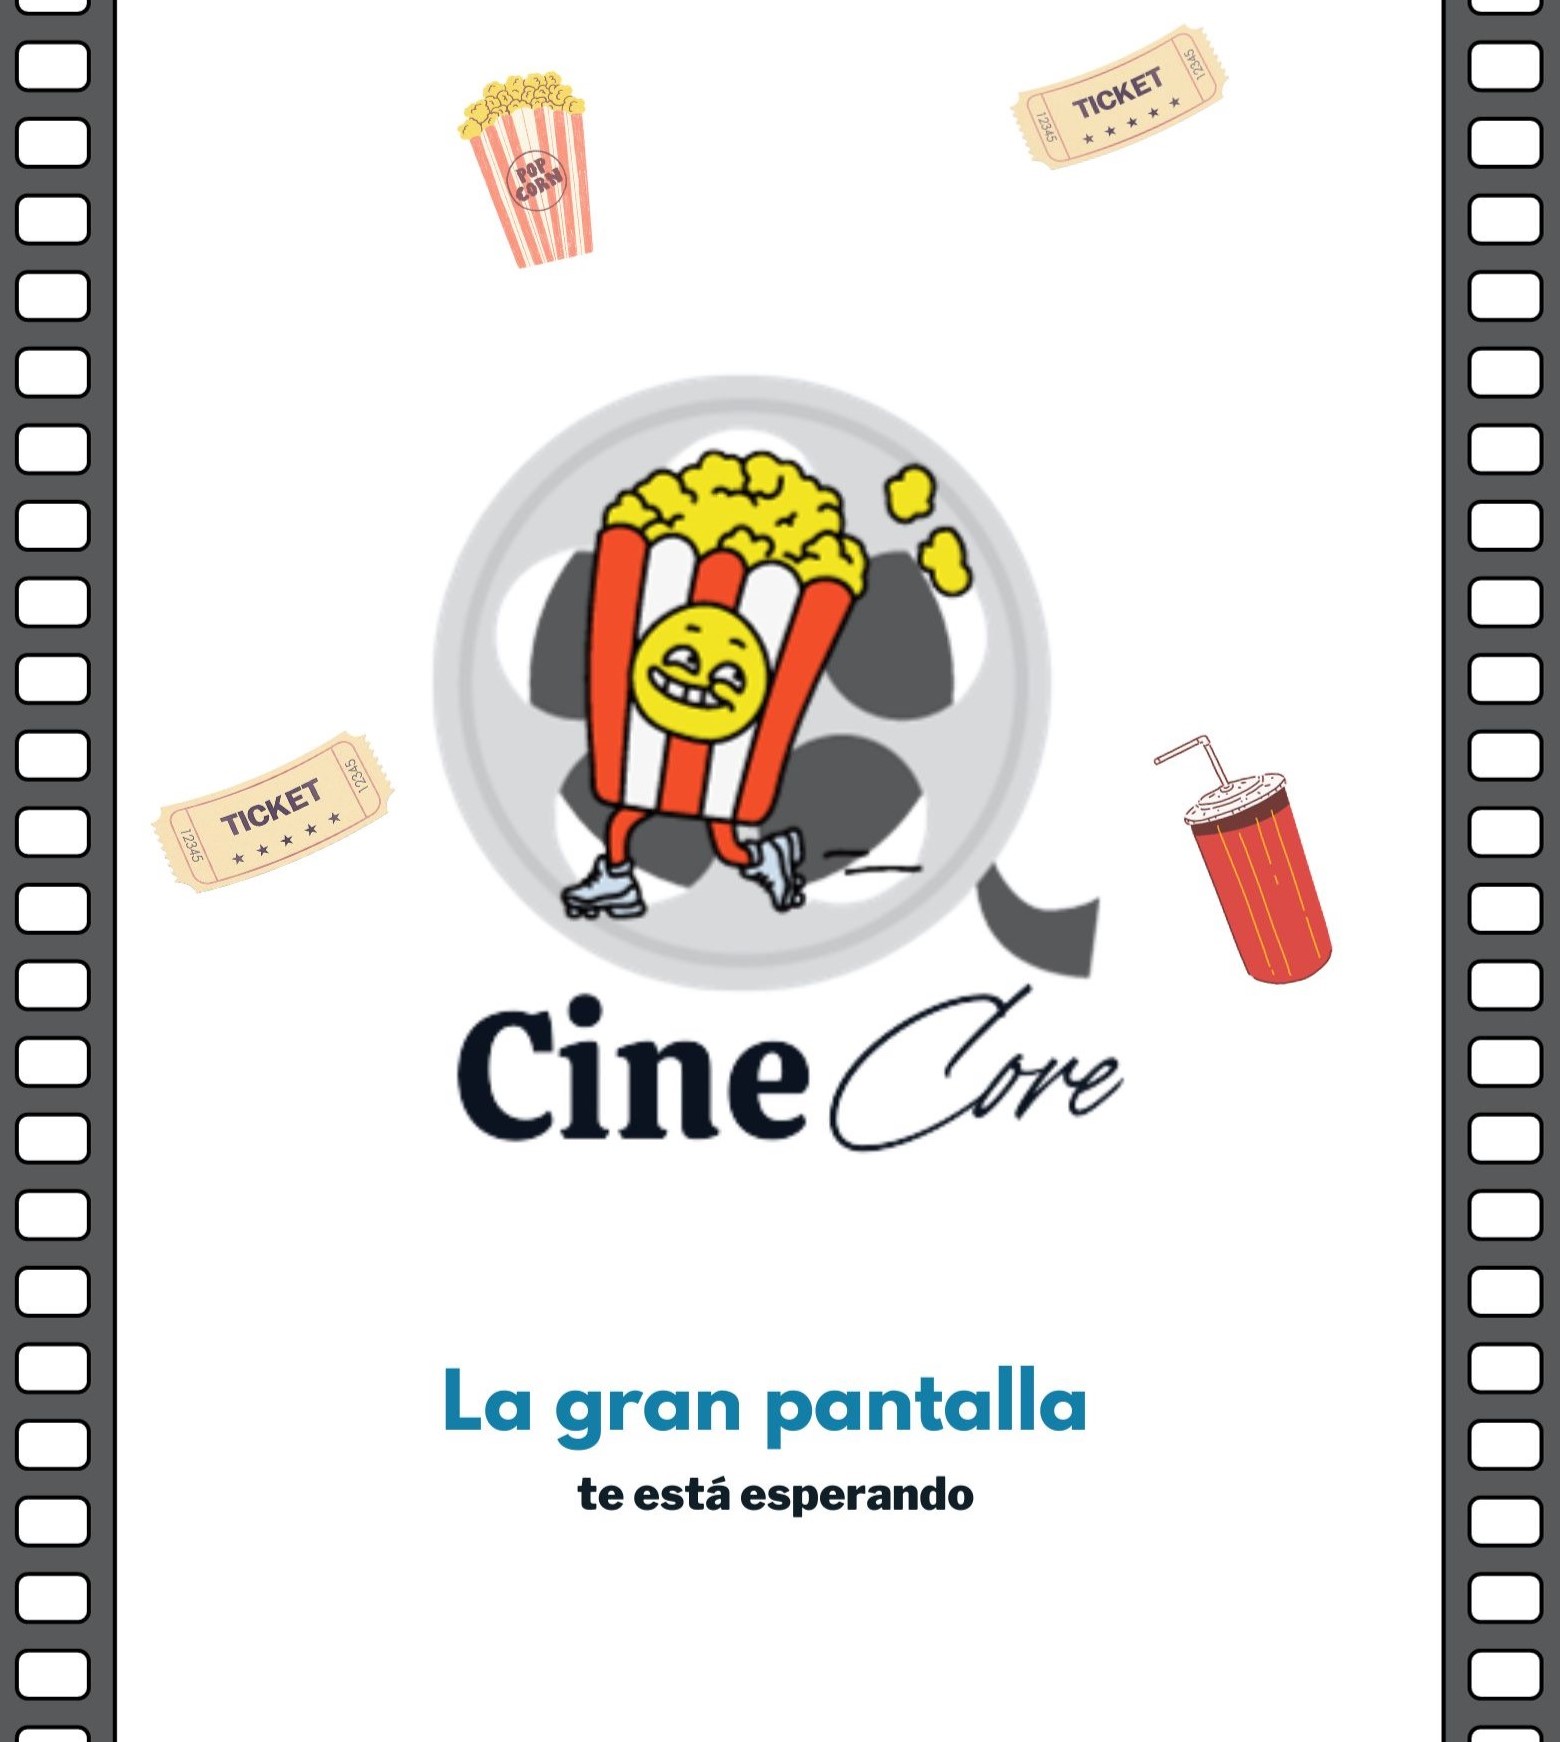 TICKET
12345
12345
POP
CORN
TICKET
12345
12345
Cine Core
La gran pantalla
te está esperando